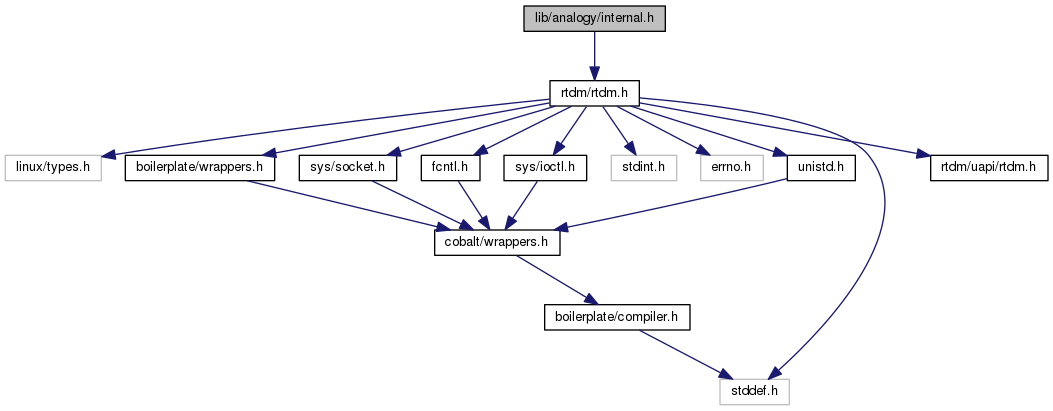 lib/analogy/internal.h
rtdm/rtdm.h
linux/types.h
boilerplate/wrappers.h
sys/socket.h
fcntl.h
sys/ioctl.h
stdint.h
errno.h
unistd.h
rtdm/uapi/rtdm.h
cobalt/wrappers.h
boilerplate/compiler.h
stddef.h